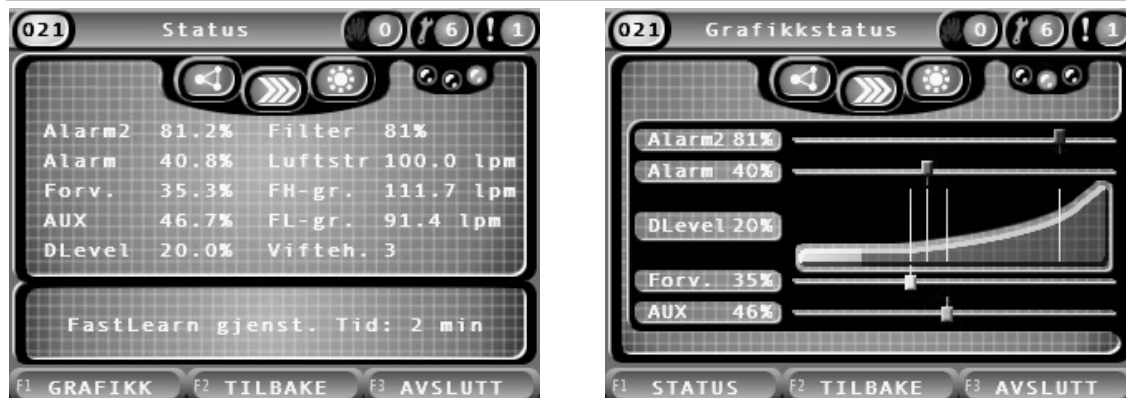 021 Status 0 6 ! 1
Alarm2 81.2% Filter 81%
Alarm 40.8% Luftstr 100.0 lpm
Forv. 35.3% FH-gr. 111.7 lpm
AUX 46.7% FL-gr. 91.4 lpm
DLevel 20.0% Vifteh. 3
FastLearn gjenst. Tid: 2 min
F1 GRAFIKK F2 TILBAKE F3 AVSLUTT
021 Grafikkstatus 0 6 ! 1
Alarm2 81%
Alarm 40%
DLevel 20%
Forv. 35%
AUX 46%
F1 STATUS F2 TILBAKE F3 AVSLUTT